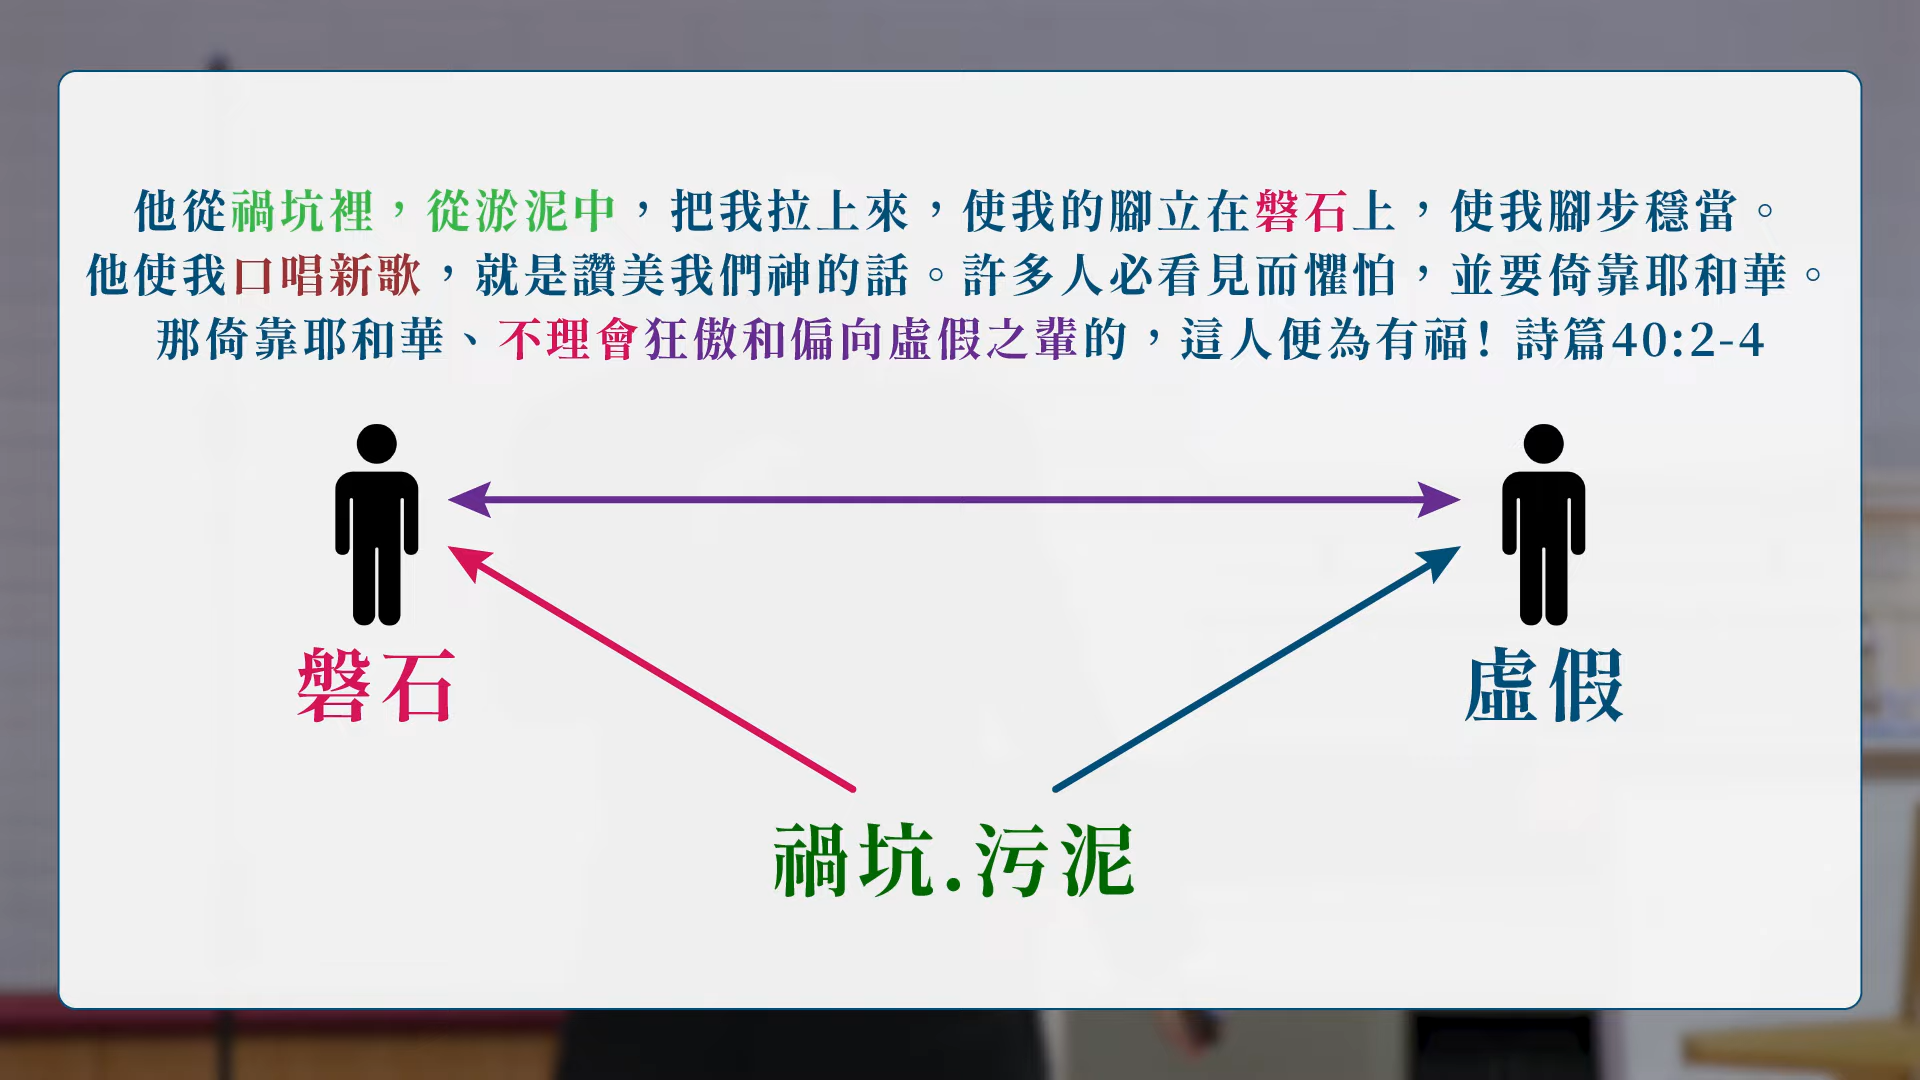 他從禍坑裡，從淤泥中，把我拉上來，使我的腳立在磐石上，使我腳步穩當。
他使我口唱新歌，就是讚美我們神的話。許多人必看見而懼怕，並要倚靠耶和華。
那倚靠耶和華、不理會狂傲和偏向虛假之輩的，這人便為有福！詩篇40:2-4
磐石
虛假
禍坑.污泥